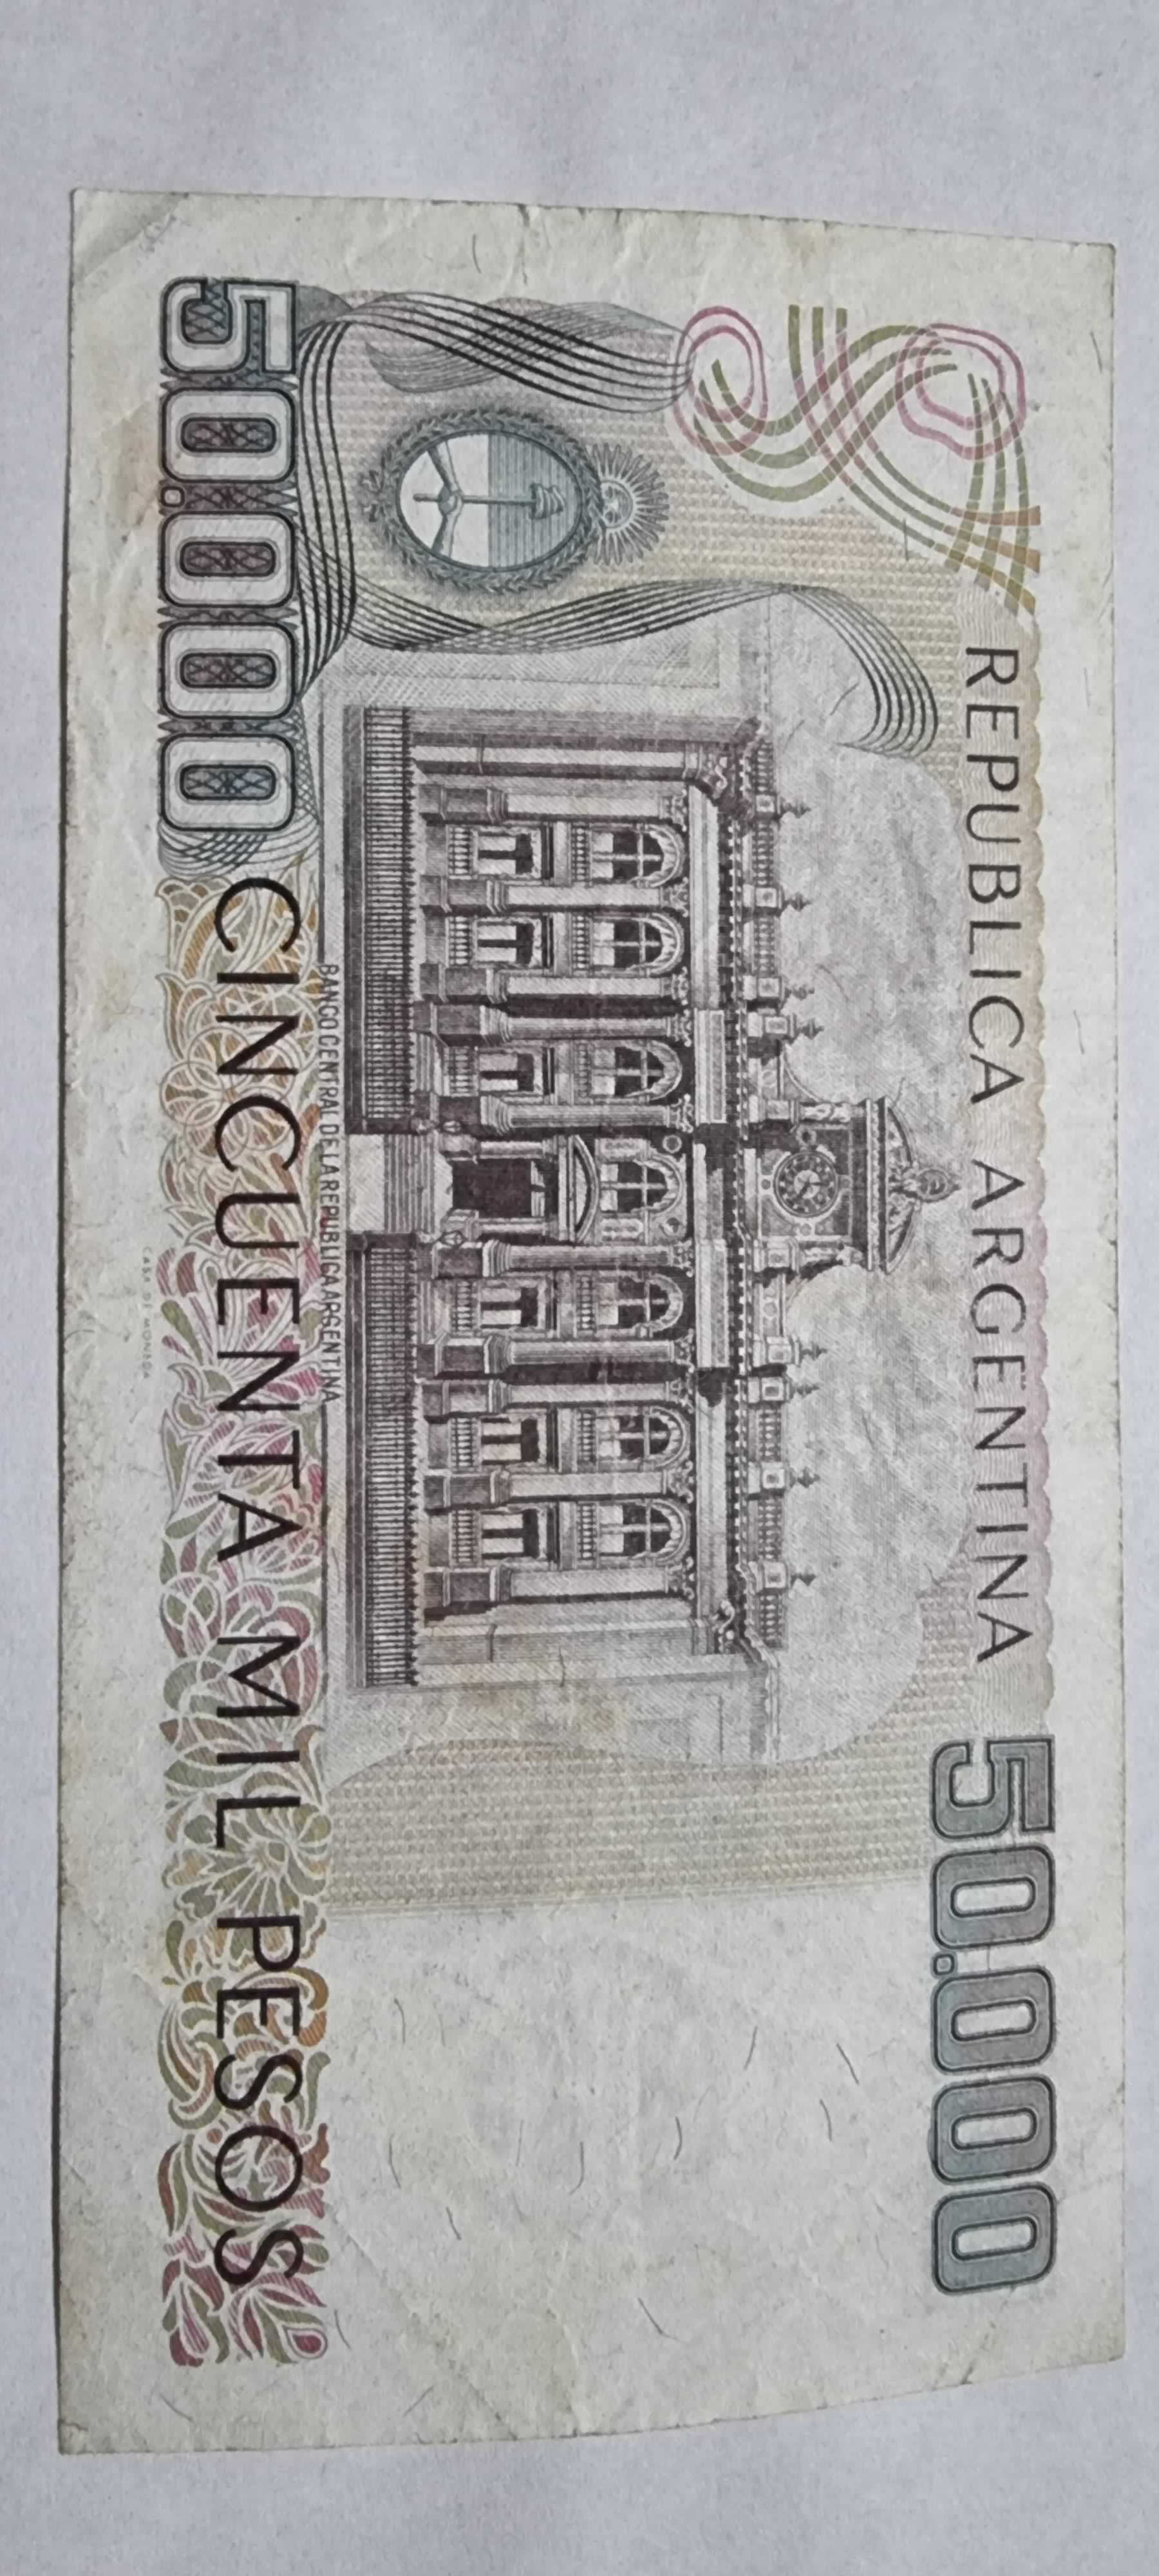 REPUBLICA ARGENTINA 50.000
BANCO CENTRAL DE LA REPUBLICA ARGENTINA
50.000 CINCUENTA MIL PESOS
CASA DE MONEDA